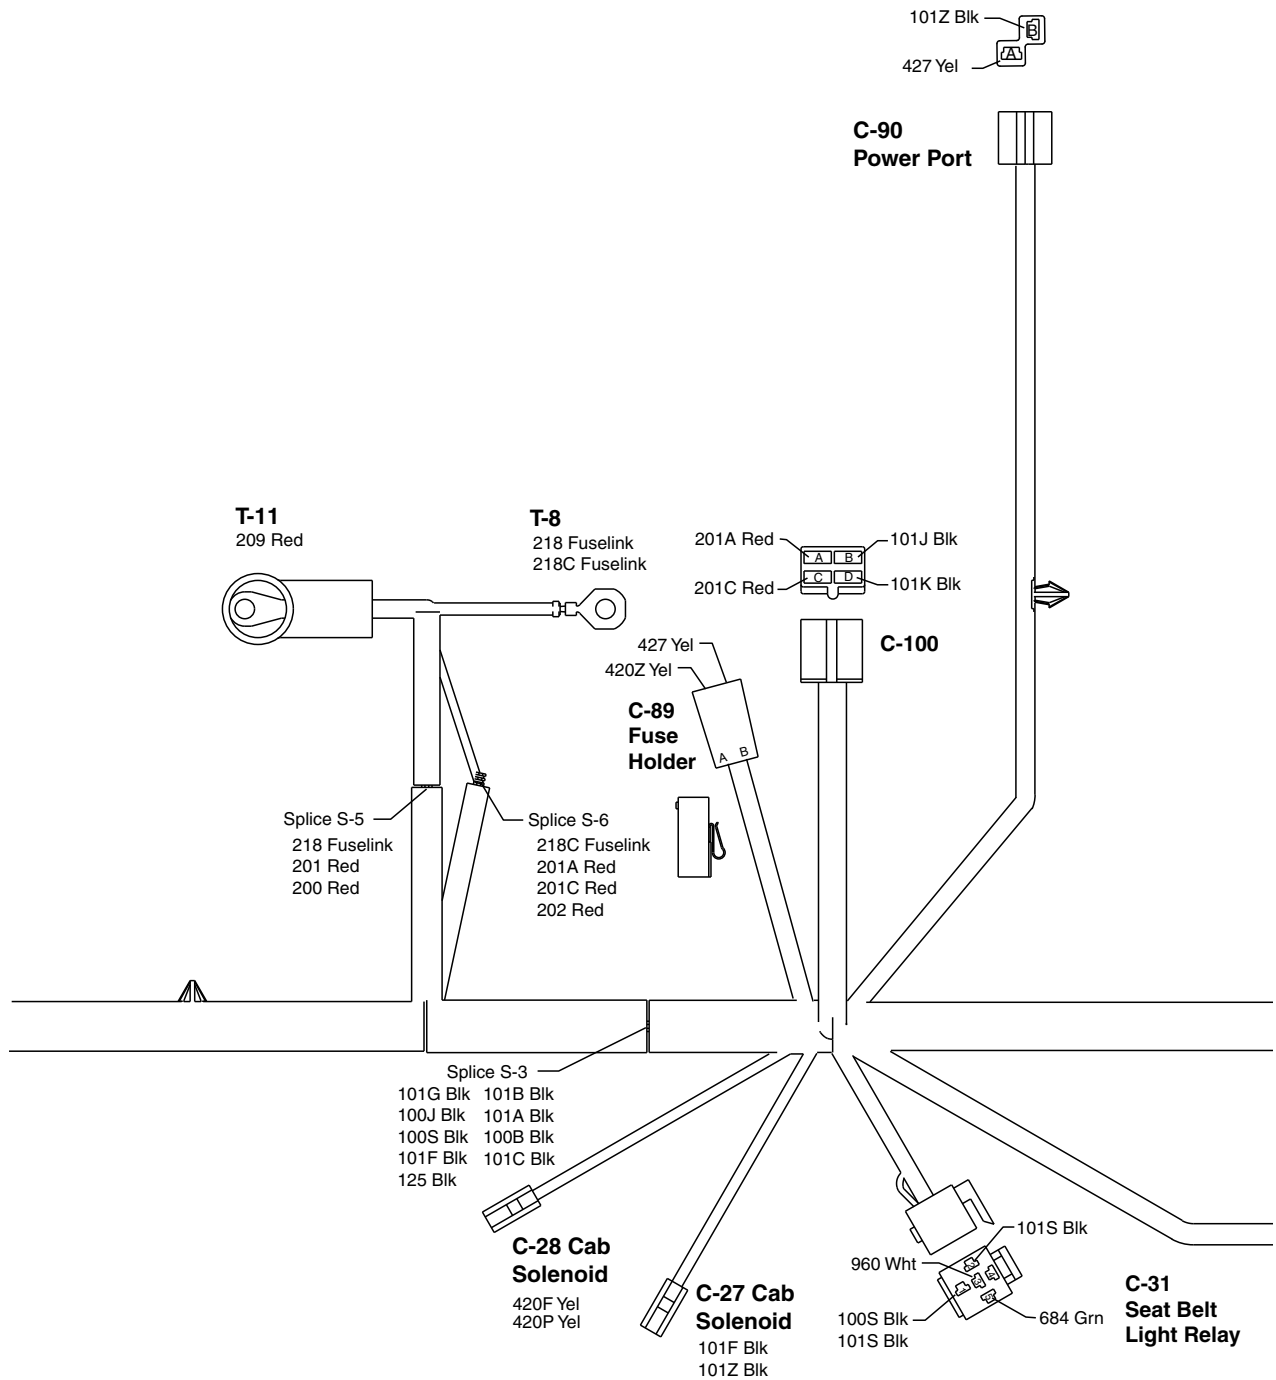 101Z Blk
B
A
427 Yel
C-90
Power Port
T-11
209 Red
T-8
218 Fuselink
218C Fuselink
201A Red
A
B
101J Blk
201C Red
C
D
101K Blk
C-100
427 Yel
420Z Yel
C-89
Fuse
Holder
A B
Splice S-5
218 Fuselink
201 Red
200 Red
Splice S-6
218C Fuselink
201A Red
201C Red
202 Red
Splice S-3
101G Blk 101B Blk
100J Blk 101A Blk
100S Blk 100B Blk
101F Blk 101C Blk
125 Blk
C-28 Cab
Solenoid
420F Yel
420P Yel
C-27 Cab
Solenoid
101F Blk
101Z Blk
101S Blk
960 Wht
2
4
3
1
5
100S Blk
101S Blk
684 Grn
C-31
Seat Belt
Light Relay